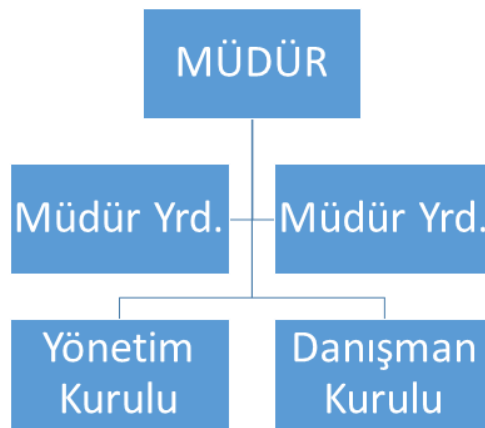 MÜDÜR
Müdür Yrd.
Müdür Yrd.
Yönetim
Kurulu
Danışman
Kurulu